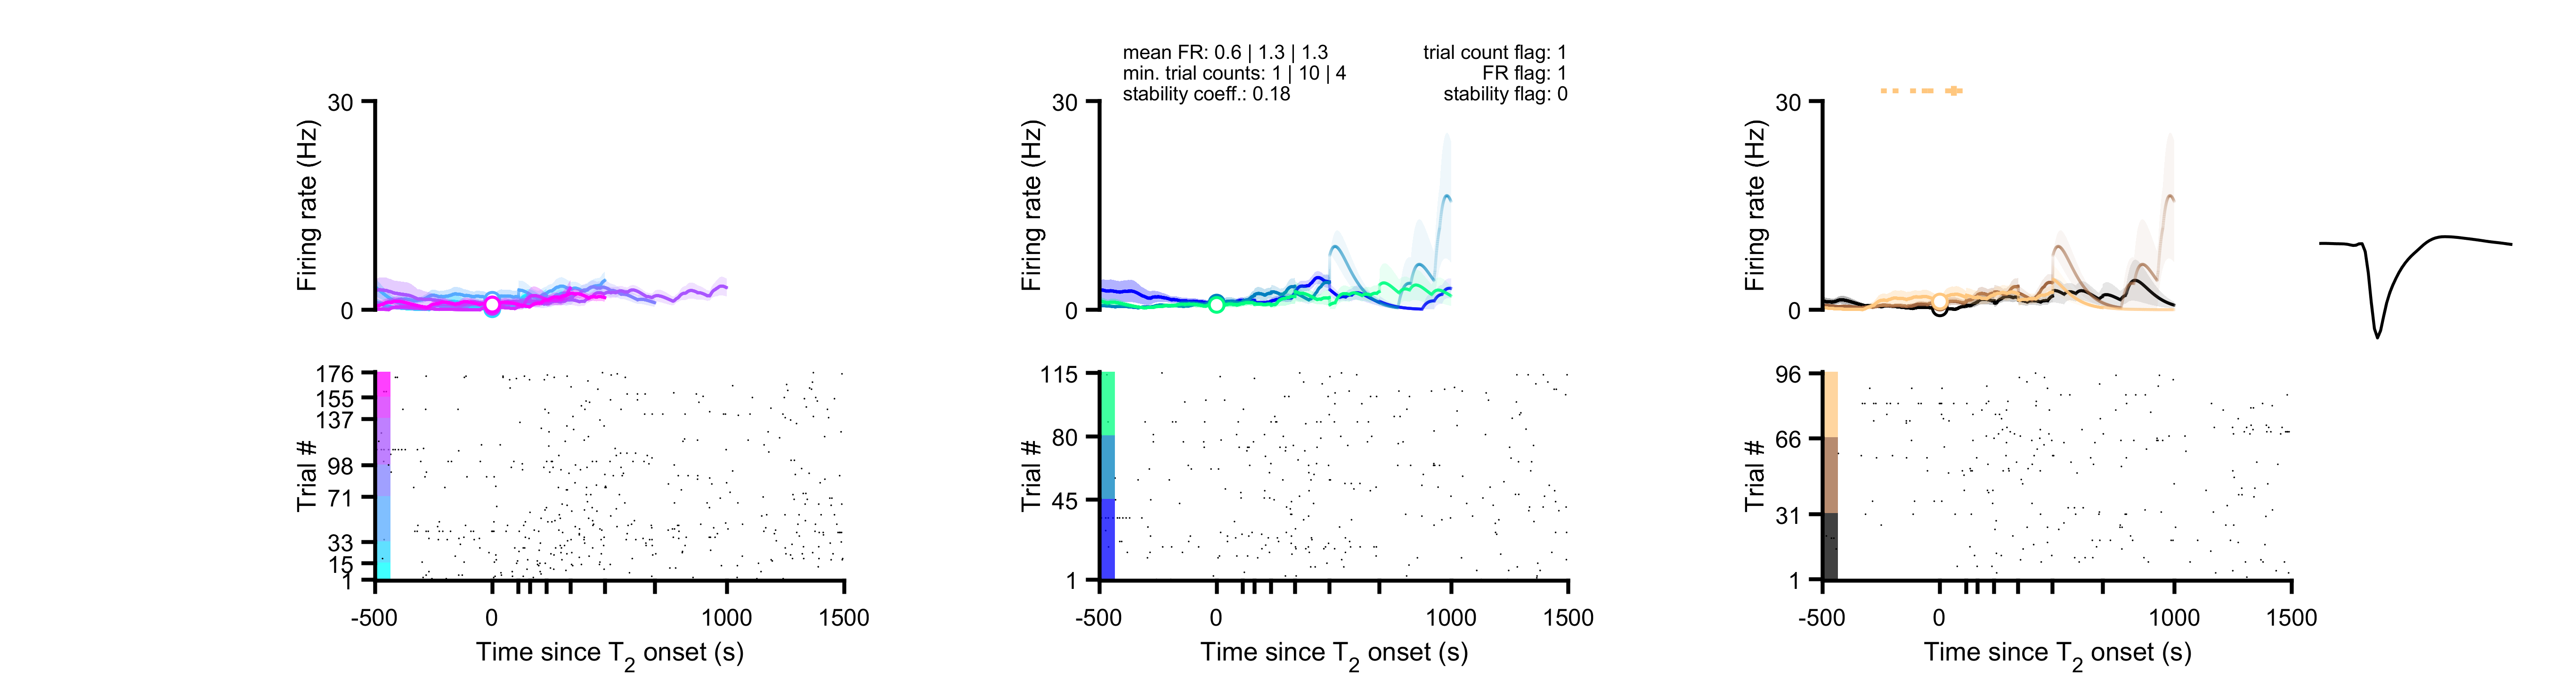 mean FR: 0.6 | 1.3 | 1.3
min. trial counts: 1 | 10 | 4
stability coeff.: 0.18
trial count flag: 1
FR flag: 1
stability flag: 0
30
0
Firing rate (Hz)
30
0
Firing rate (Hz)
30
0
Firing rate (Hz)
176
155
137
98
71
33
15
1
Trial #
-500
0
1000
1500
Time since T2 onset (s)
115
80
45
1
Trial #
-500
0
1000
1500
Time since T2 onset (s)
96
66
31
1
Trial #
-500
0
1000
1500
Time since T2 onset (s)